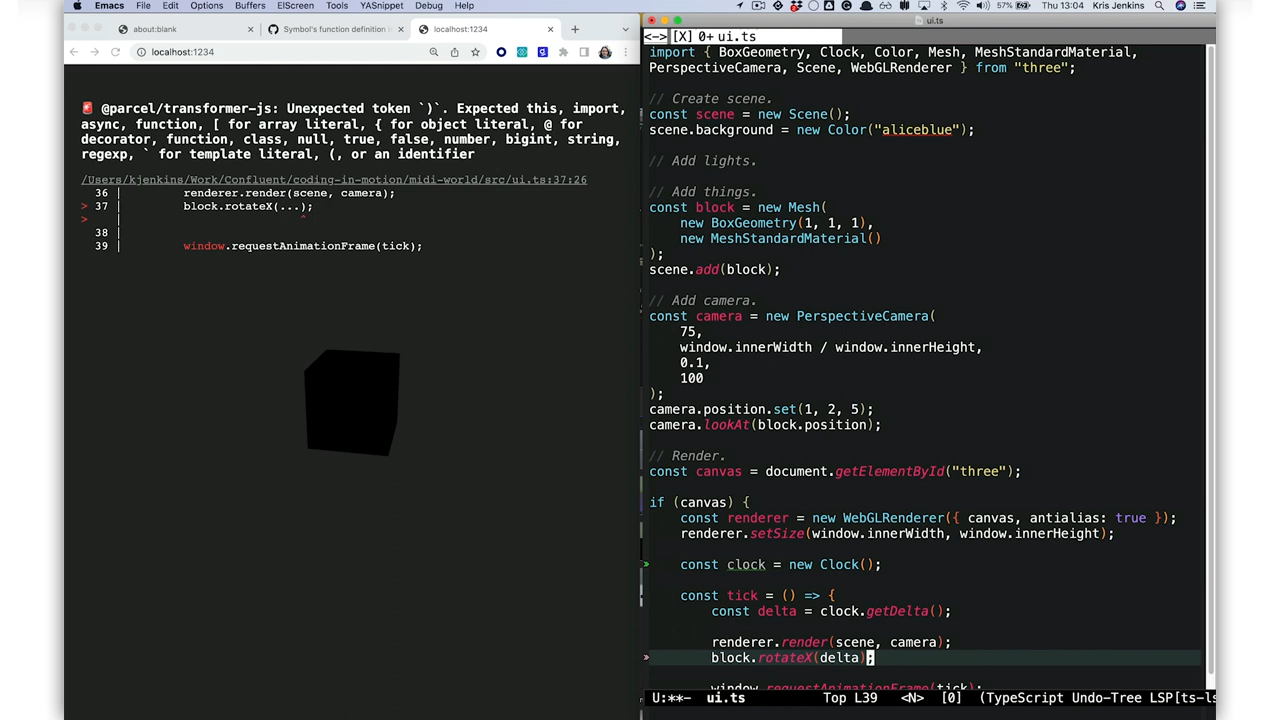 Emacs File Edit Options Buffers ElScreen Tools YASnippet Debug Help
57% Thu 13:04 Kris Jenkins
about:blank
Symbol's function definition i
localhost:1234
localhost:1234
@parcel/transformer-js: Unexpected token `)`. Expected this, import,
async, function, [ for array literal, { for object literal, @ for
decorator, function, class, null, true, false, number, bigint, string,
regexp, ` for template literal, (, or an identifier
/Users/kjenkins/Work/Confluent/coding-in-motion/midi-world/src/ui.ts:37:26
36 | renderer.render(scene, camera);
> 37 | block.rotateX(...);
> | ^
38 |
39 | window.requestAnimationFrame(tick);
ui.ts
<-> [X] 0+ ui.ts
import { BoxGeometry, Clock, Color, Mesh, MeshStandardMaterial,
PerspectiveCamera, Scene, WebGLRenderer } from "three";
// Create scene.
const scene = new Scene();
scene.background = new Color("aliceblue");
// Add lights.
// Add things.
const block = new Mesh(
new BoxGeometry(1, 1, 1),
new MeshStandardMaterial()
);
scene.add(block);
// Add camera.
const camera = new PerspectiveCamera(
75,
window.innerWidth / window.innerHeight,
0.1,
100
);
camera.position.set(1, 2, 5);
camera.lookAt(block.position);
// Render.
const canvas = document.getElementById("three");
if (canvas) {
const renderer = new WebGLRenderer({ canvas, antialias: true });
renderer.setSize(window.innerWidth, window.innerHeight);
const clock = new Clock();
const tick = () => {
const delta = clock.getDelta();
renderer.render(scene, camera);
block.rotateX(delta);
window.requestAnimationFrame(tick);
U:**- ui.ts Top L39 <N> [0] (TypeScript Undo-Tree LSP[ts-ls